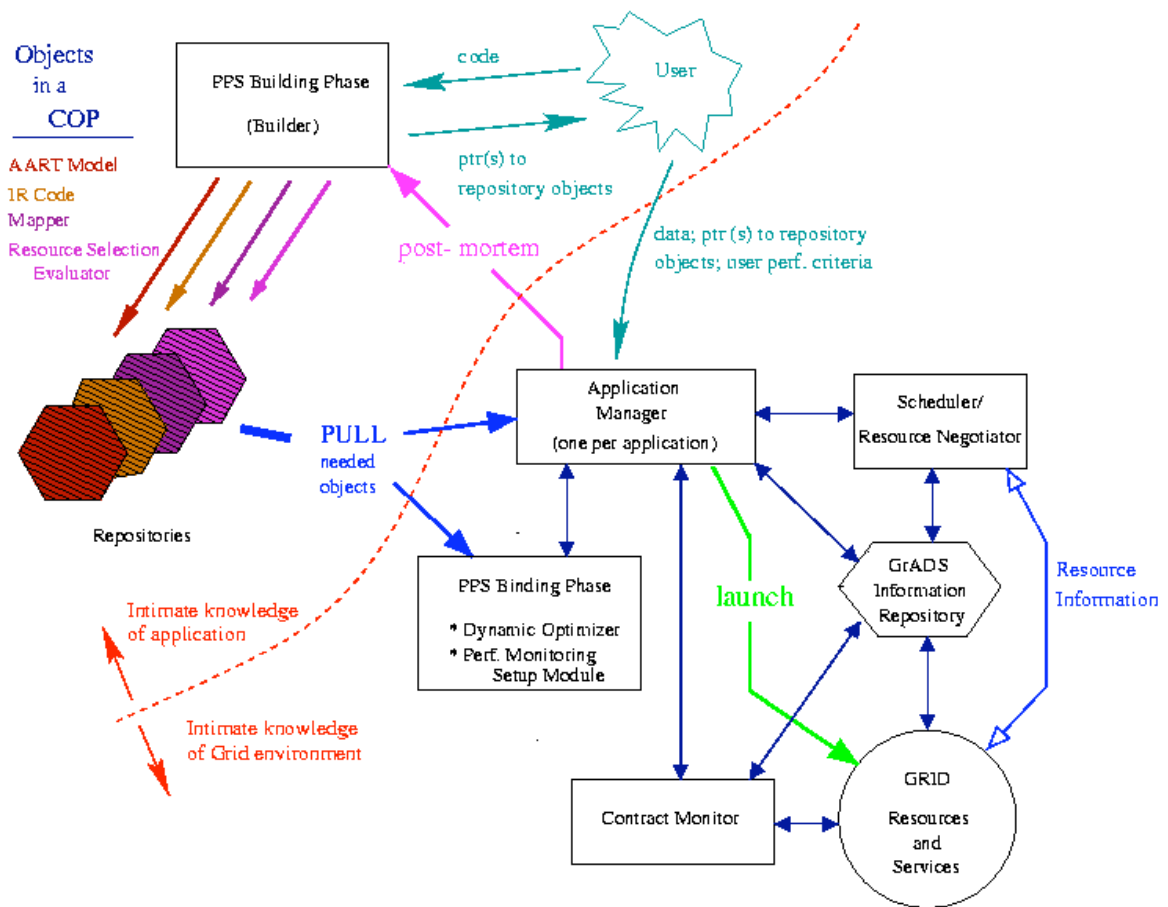 Objects
in a
COP
AART Model
IR Code
Mapper
Resource Selection
Evaluator
PPS Building Phase
(Builder)
code
User
ptr(s) to
repository objects
post- mortem
data; ptr (s) to repository
objects; user perf. criteria
Repositories
PULL
needed
objects
Application
Manager
(one per application)
Scheduler/
Resource Negotiator
PPS Binding Phase
* Dynamic Optimizer
* Perf. Monitoring
Setup Module
launch
GrADS
Information
Repository
Resource
Information
Intimate knowledge
of application
Intimate knowledge
of Grid environment
Contract Monitor
GRID
Resources
and
Services